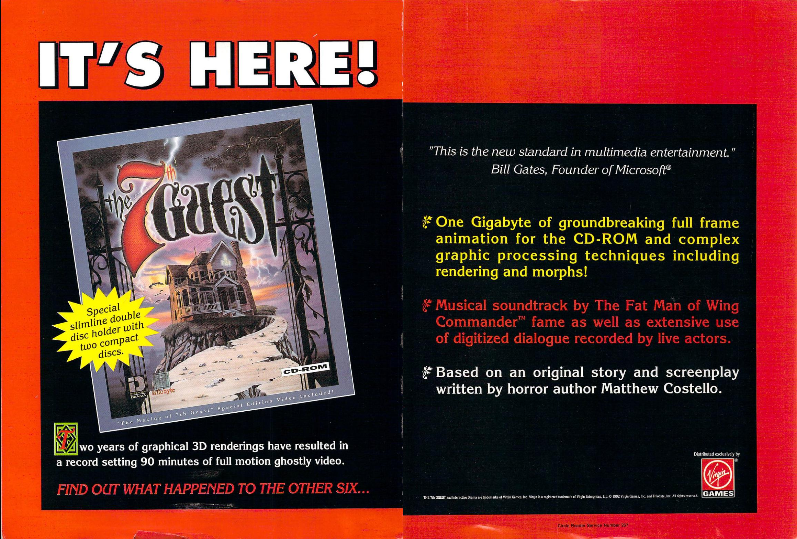 IT'S HERE!
the 7th GUEST
Special
slimline double
disc holder with
two compact
discs.
CD-ROM
Two years of graphical 3D renderings have resulted in
a record setting 90 minutes of full motion ghostly video.
FIND OUT WHAT HAPPENED TO THE OTHER SIX...
"This is the new standard in multimedia entertainment."
Bill Gates, Founder of Microsoft®
One Gigabyte of groundbreaking full frame
animation for the CD-ROM and complex
graphic processing techniques including
rendering and morphs!
Musical soundtrack by The Fat Man of Wing
Commander™ fame as well as extensive use
of digitized dialogue recorded by live actors.
Based on an original story and screenplay
written by horror author Matthew Costello.
Distributed exclusively by
Virgin
GAMES